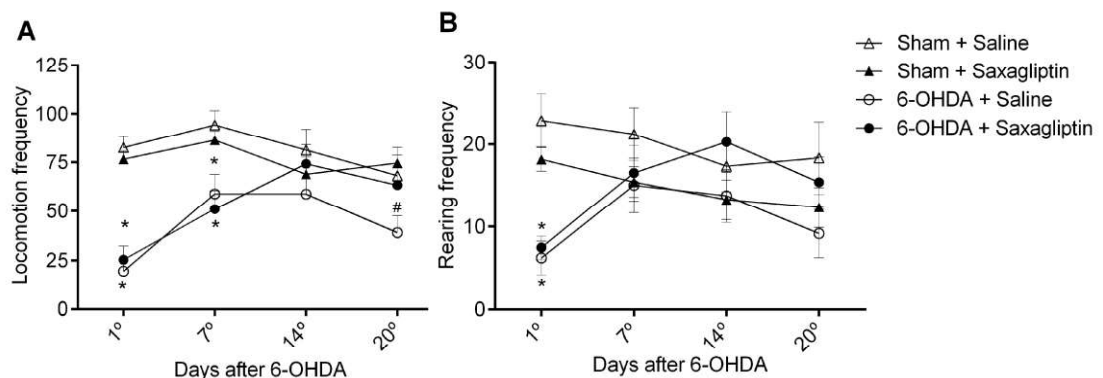 A
Locomotion frequency
125
100
75
50
25
0
*
*
*
*
#
1º
7º
14º
20º
Days after 6-OHDA
B
Rearing frequency
30
20
10
0
*
*
1º
7º
14º
20º
Days after 6-OHDA
Sham + Saline
Sham + Saxagliptin
6-OHDA + Saline
6-OHDA + Saxagliptin